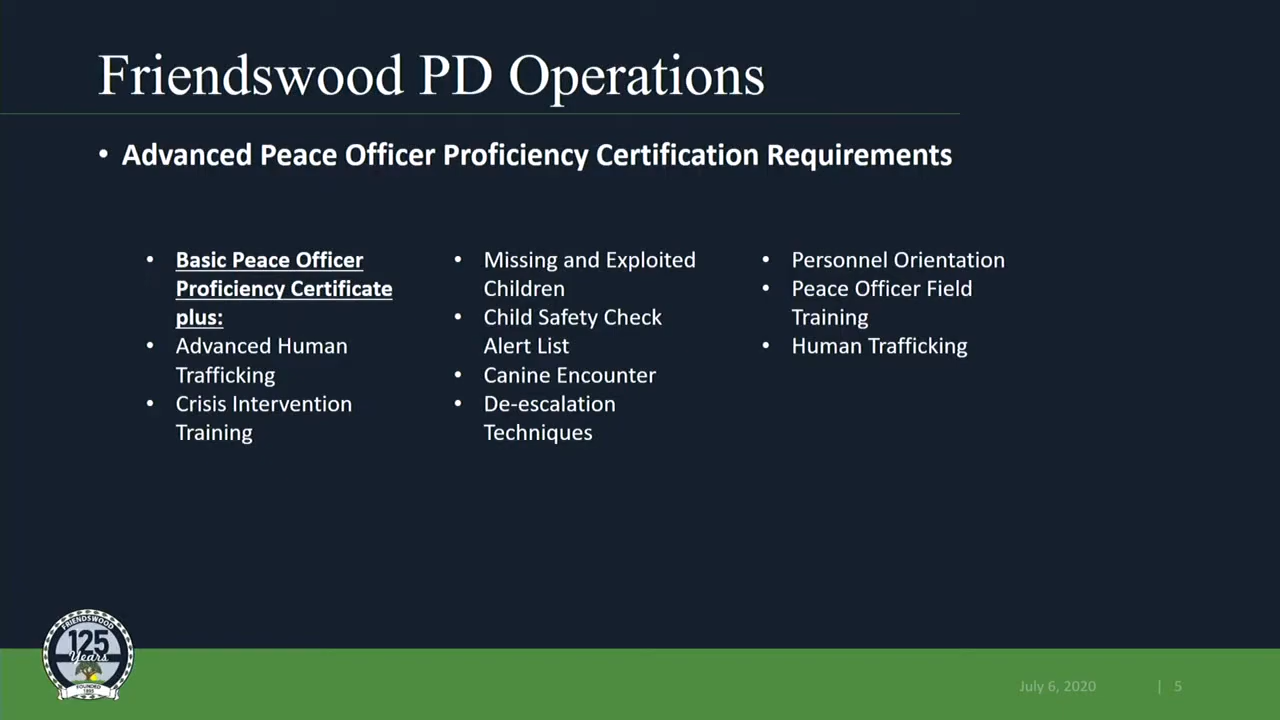 Friendswood PD Operations
• Advanced Peace Officer Proficiency Certification Requirements
• Basic Peace Officer
Proficiency Certificate
plus:
• Advanced Human
Trafficking
• Crisis Intervention
Training
• Missing and Exploited
Children
• Child Safety Check
Alert List
• Canine Encounter
• De-escalation
Techniques
• Personnel Orientation
• Peace Officer Field
Training
• Human Trafficking
FRIENDSWOOD
125
Years
FOUNDED
1895
July 6, 2020 | 5